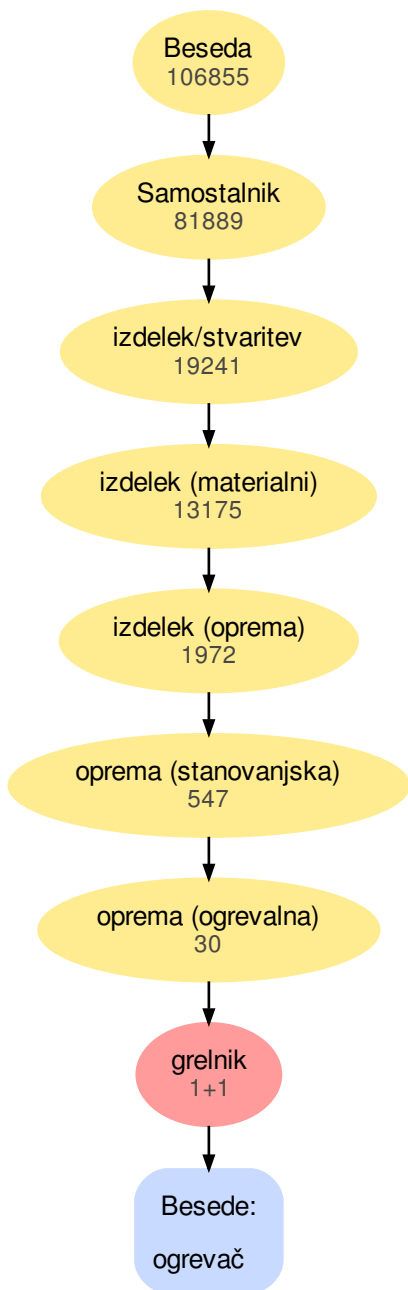 Beseda
106855
Samostalnik
81889
izdelek/stvaritev
19241
izdelek (materialni)
13175
izdelek (oprema)
1972
oprema (stanovanjska)
547
oprema (ogrevalna)
30
grelnik
1+1
Besede:
ogrevač